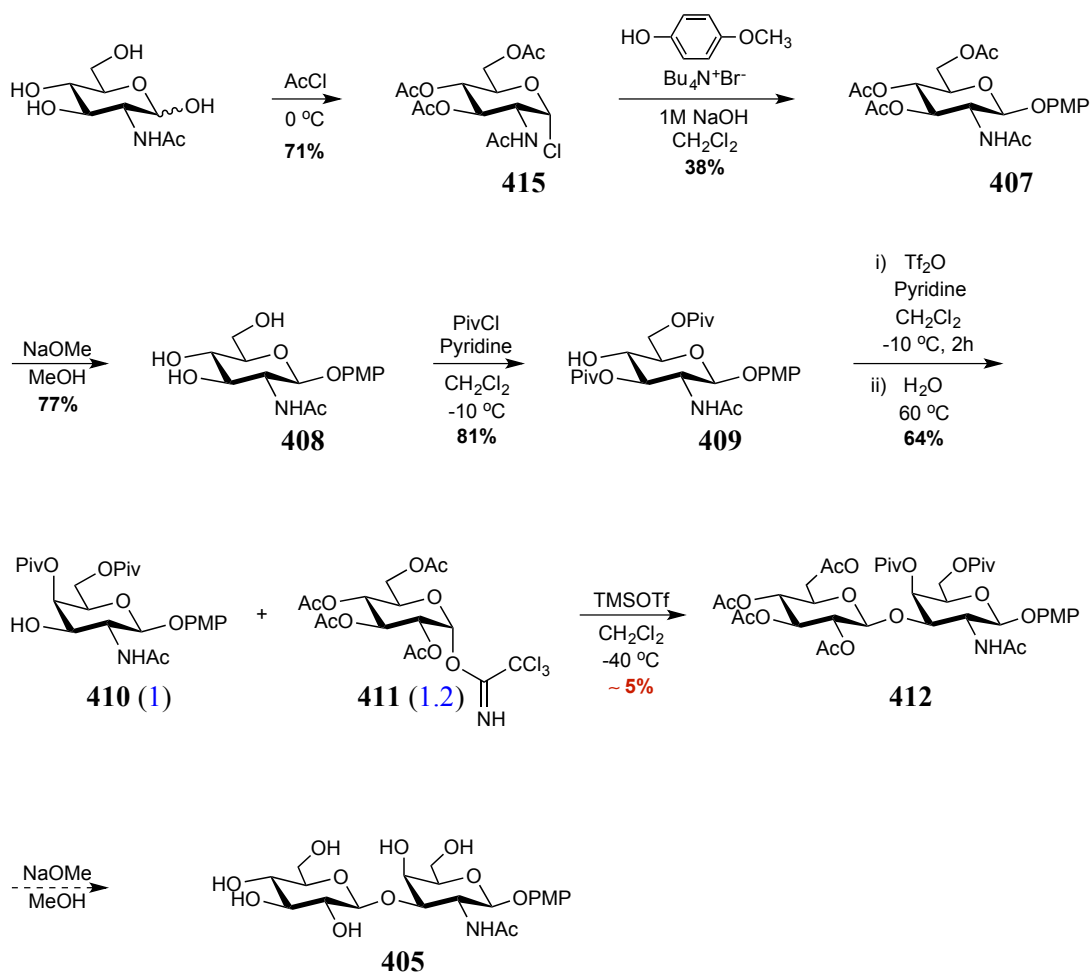 OH
HO
HO
O
OH
NHAc
AcCl
0 °C
71%
OAc
AcO
AcO
O
AcHN
Cl
415
HO
OCH3
Bu4N+Br-
1M NaOH
CH2Cl2
38%
OAc
AcO
AcO
O
OPMP
NHAc
407
NaOMe
MeOH
77%
OH
HO
HO
O
OPMP
NHAc
408
PivCl
Pyridine
CH2Cl2
-10 °C
81%
OPiv
HO
PivO
O
OPMP
NHAc
409
i) Tf2O
Pyridine
CH2Cl2
-10 °C, 2h
ii) H2O
60 °C
64%
PivO
OPiv
O
HO
OPMP
NHAc
410 (1)
+
OAc
AcO
AcO
O
AcO
O
CCl3
NH
411 (1.2)
TMSOTf
CH2Cl2
-40 °C
~ 5%
AcO
AcO
AcO
O
OAc
O
PivO
OPiv
O
OPMP
NHAc
412
NaOMe
MeOH
OH
HO
HO
O
OH
O
HO
OH
O
OPMP
NHAc
405